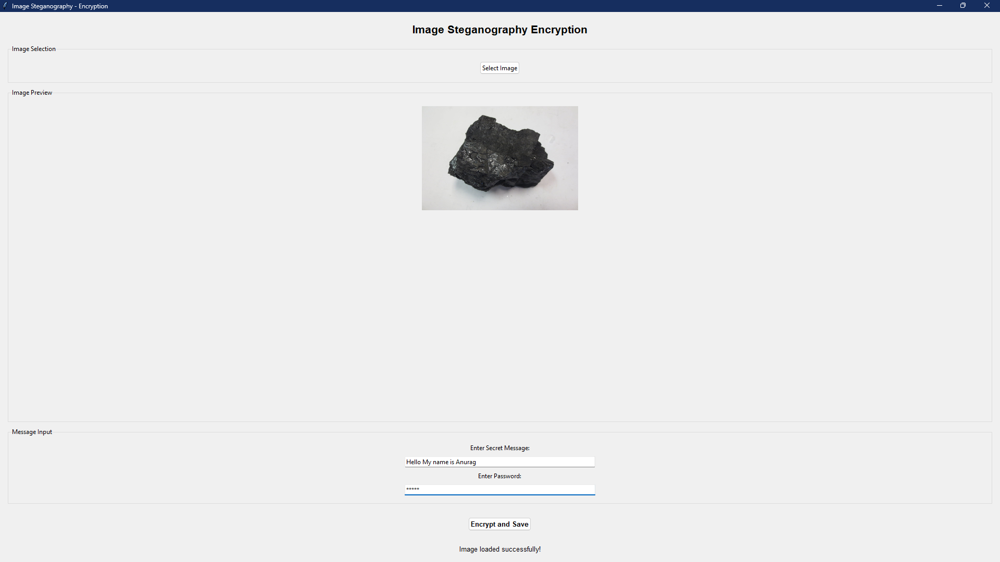 Image Steganography - Encryption
Image Steganography Encryption
Image Selection
Select Image
Image Preview
Message Input
Enter Secret Message:
Hello My name is Anurag
Enter Password:
*****
Encrypt and Save
Image loaded successfully!